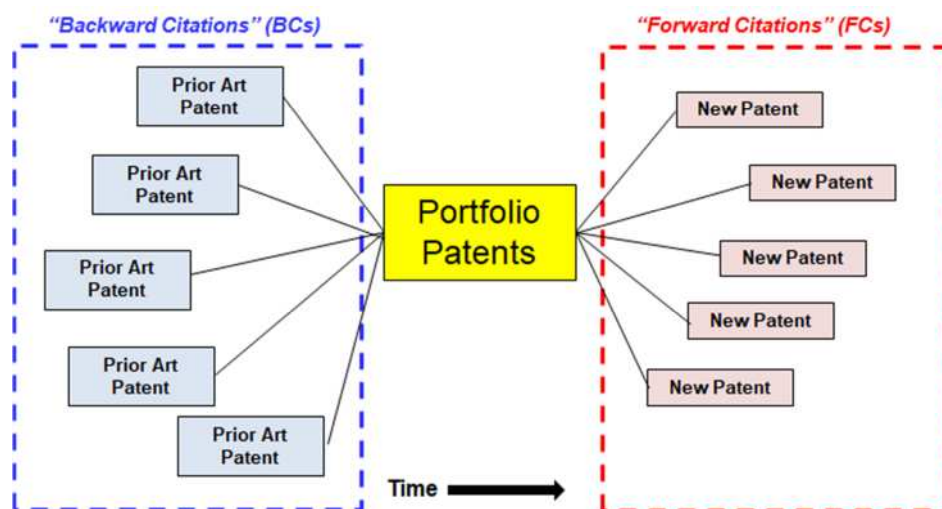 “Backward Citations” (BCs)
Prior Art
Patent
Prior Art
Patent
Prior Art
Patent
Prior Art
Patent
Prior Art
Patent
Portfolio
Patents
Time
“Forward Citations” (FCs)
New Patent
New Patent
New Patent
New Patent
New Patent